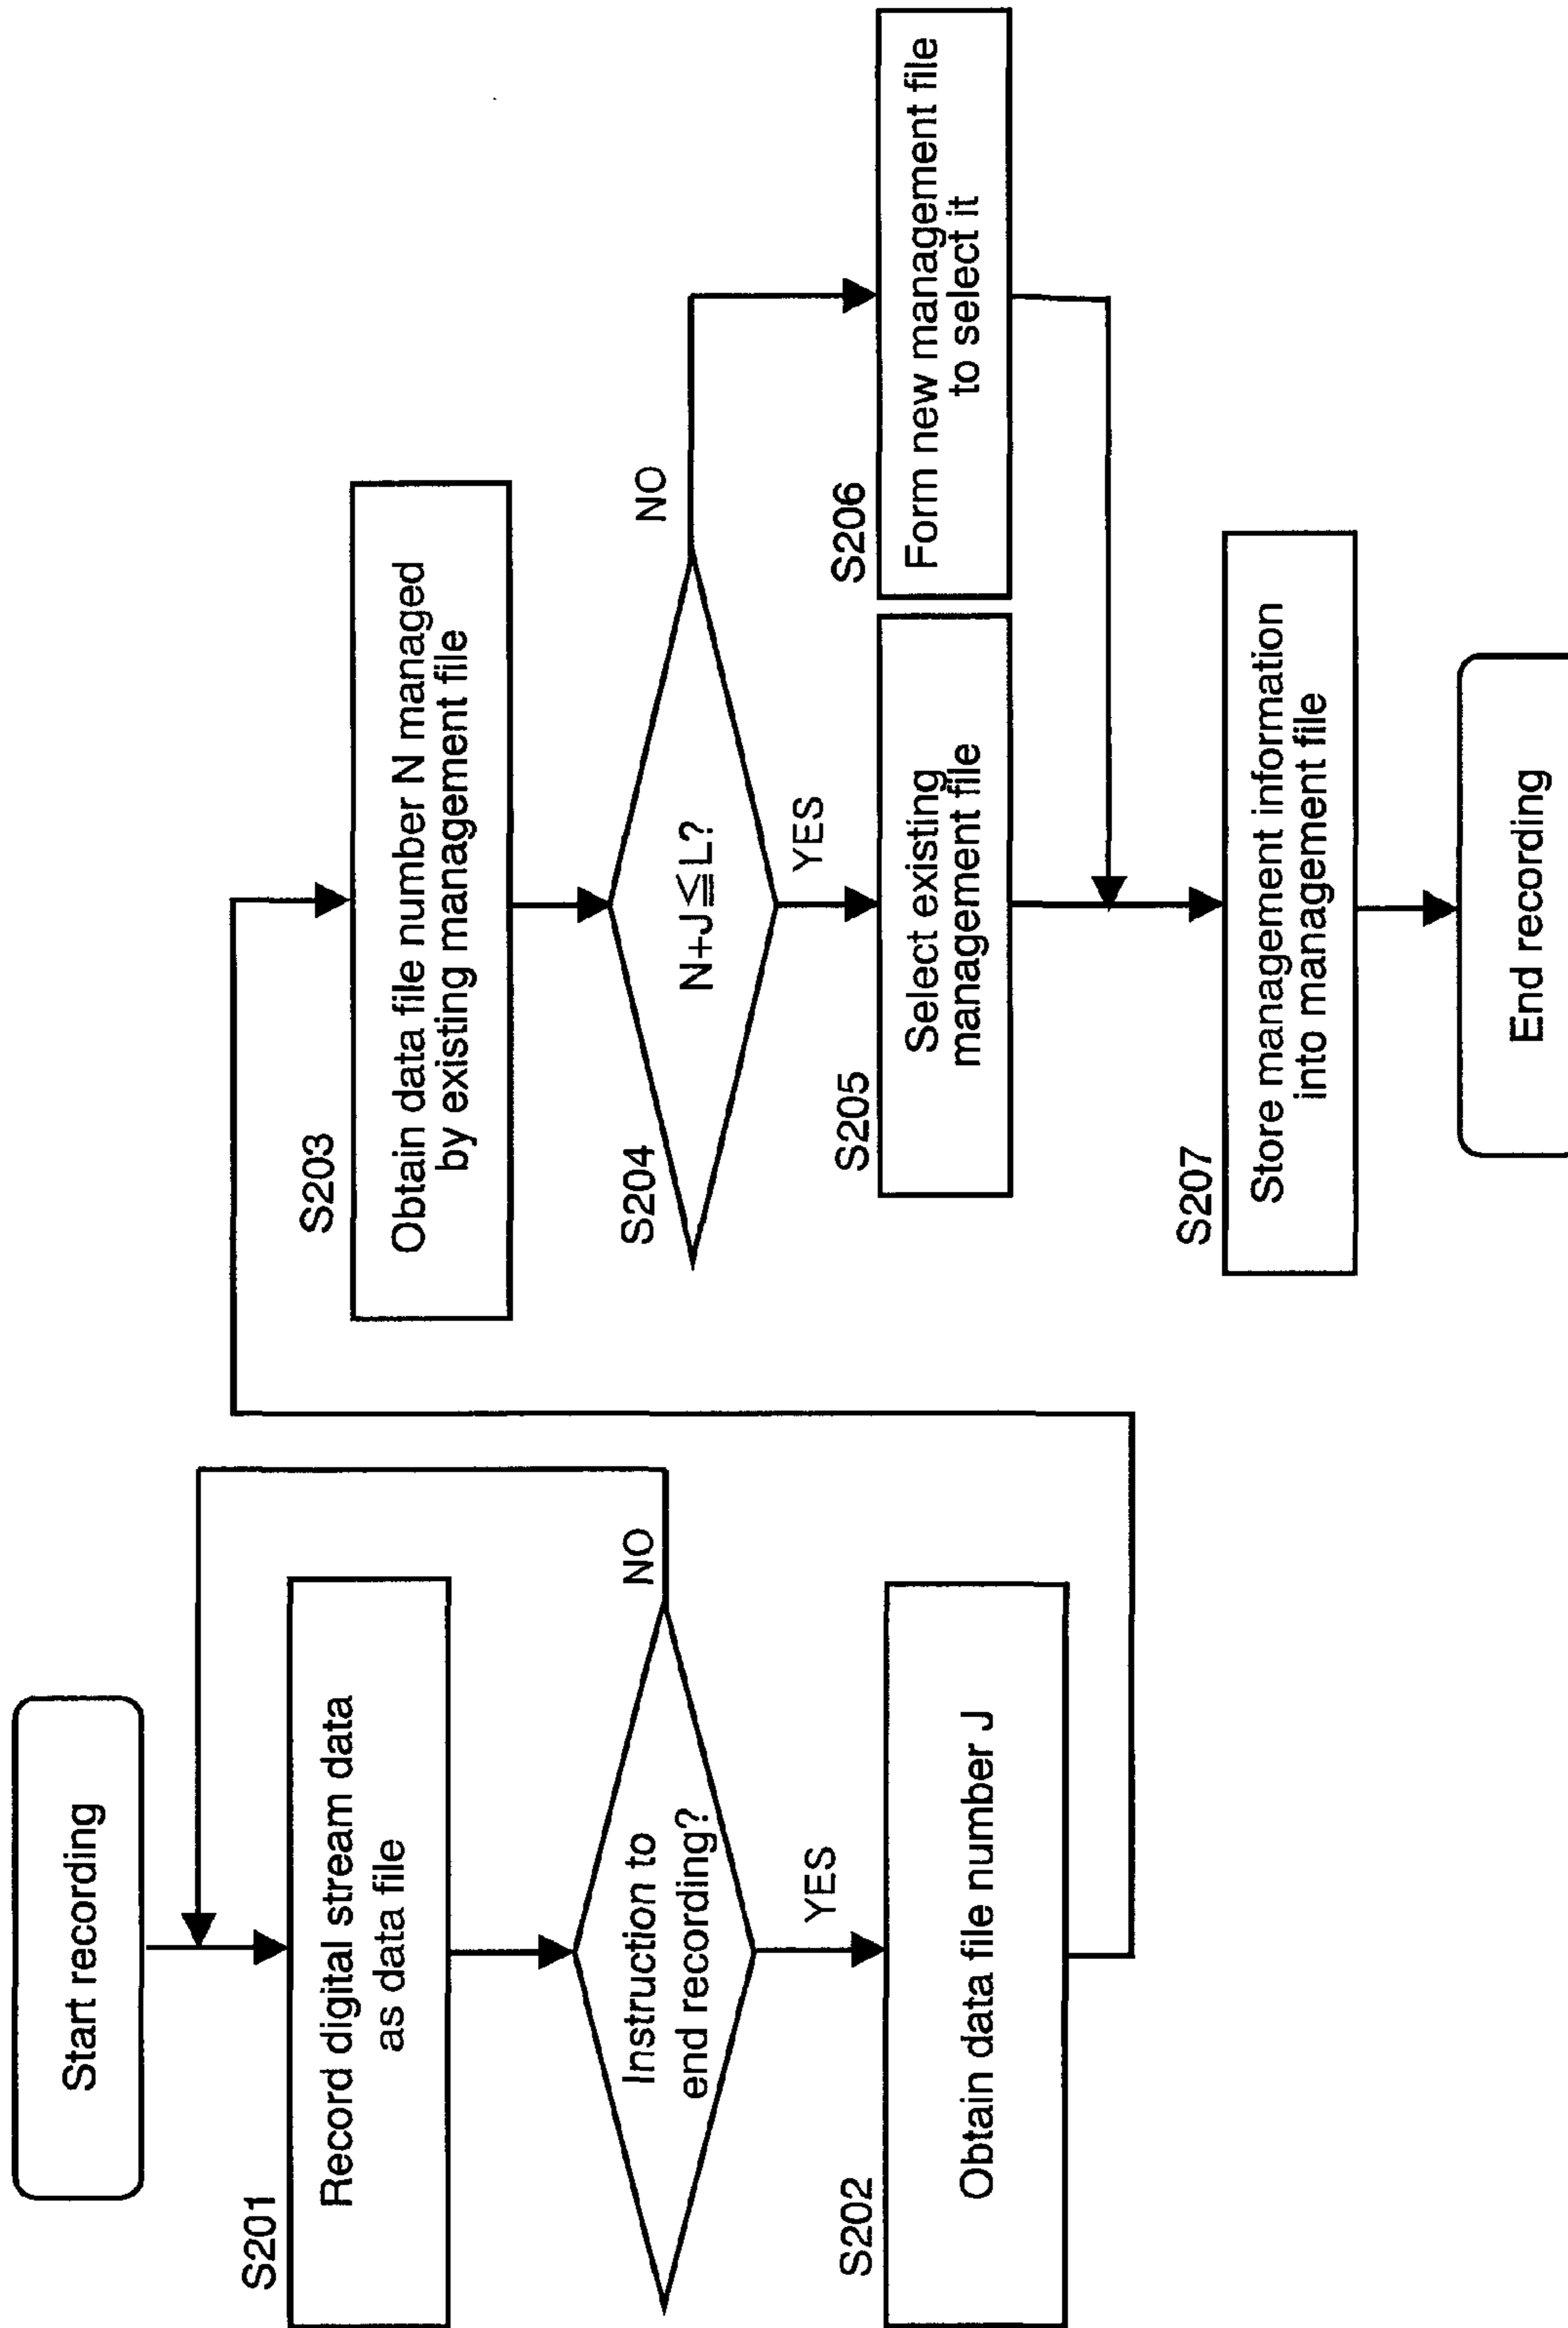 Start recording
S201
Record digital stream data
as data file
Instruction to
end recording?
NO
YES
S202
Obtain data file number J
S203
Obtain data file number N managed
by existing management file
S204
N+J≦L?
NO
YES
S205
Select existing
management file
S206
Form new management file
to select it
S207
Store management information
into management file
End recording